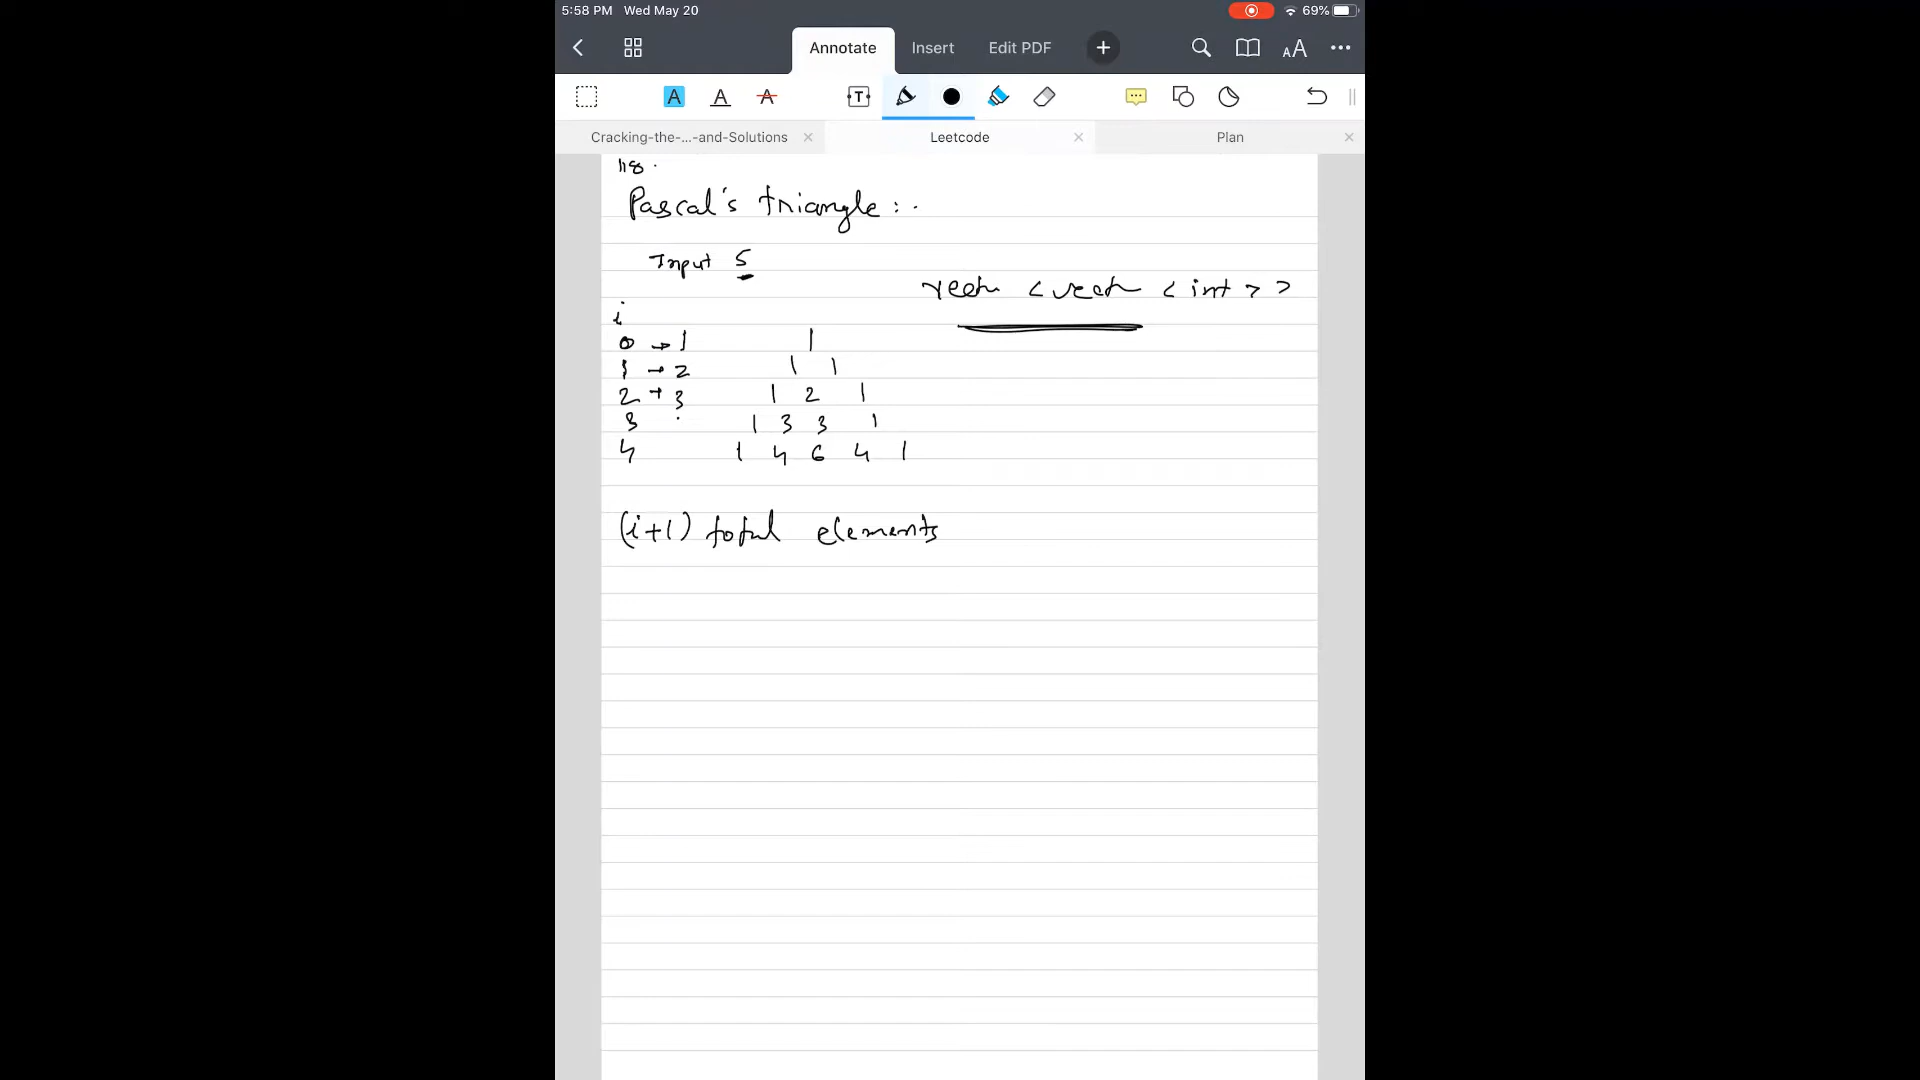 5:58 PM Wed May 20 69%
Annotate Insert Edit PDF
A A A T
Cracking-the-...-and-Solutions Leetcode Plan
118.
Pascal's triangle :-
Input 5
vect < vect < int > >
i
0 → 1 1
1 → 2 1 1
2 → 3 1 2 1
3 1 3 3 1
4 1 4 6 4 1
(i+1) total elements